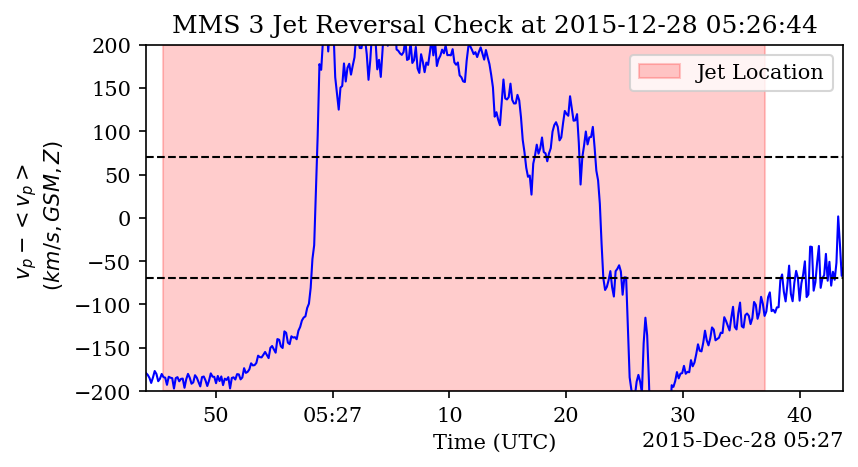 MMS 3 Jet Reversal Check at 2015-12-28 05:26:44
200
150
100
50
0
−50
−100
−150
−200
v_p − < v_p >
(km/s, GSM, Z)
Jet Location
50
05:27
10
20
30
40
Time (UTC)
2015-Dec-28 05:27